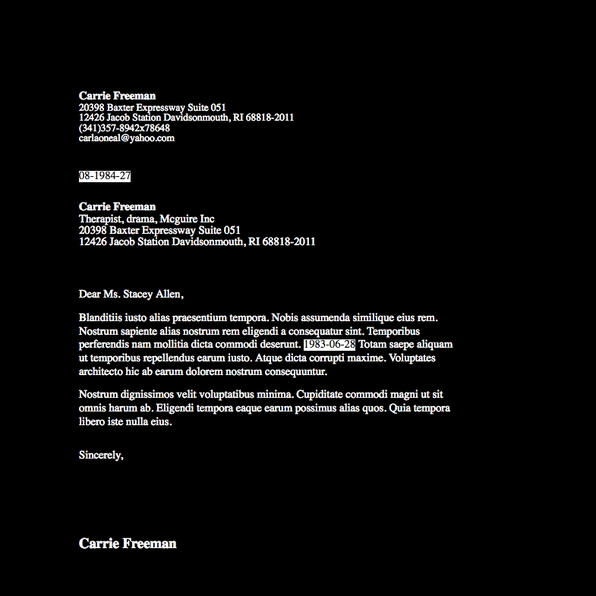 Carrie Freeman
20398 Baxter Expressway Suite 051
12426 Jacob Station Davidsonmouth, RI 68818-2011
(341)357-8942x78648
carlaoneal@yahoo.com
08-1984-27
Carrie Freeman
Therapist, drama, Mcguire Inc
20398 Baxter Expressway Suite 051
12426 Jacob Station Davidsonmouth, RI 68818-2011
Dear Ms. Stacey Allen,
Blanditiis iusto alias praesentium tempora. Nobis assumenda similique eius rem.
Nostrum sapiente alias nostrum rem eligendi a consequatur sint. Temporibus
perferendis nam mollitia dicta commodi deserunt. 1983-06-28 Totam saepe aliquam
ut temporibus repellendus earum iusto. Atque dicta corrupti maxime. Voluptates
architecto hic ab earum dolorem nostrum consequuntur.
Nostrum dignissimos velit voluptatibus minima. Cupiditate commodi magni ut sit
omnis harum ab. Eligendi tempora eaque earum possimus alias quos. Quia tempora
libero iste nulla eius.
Sincerely,
Carrie Freeman